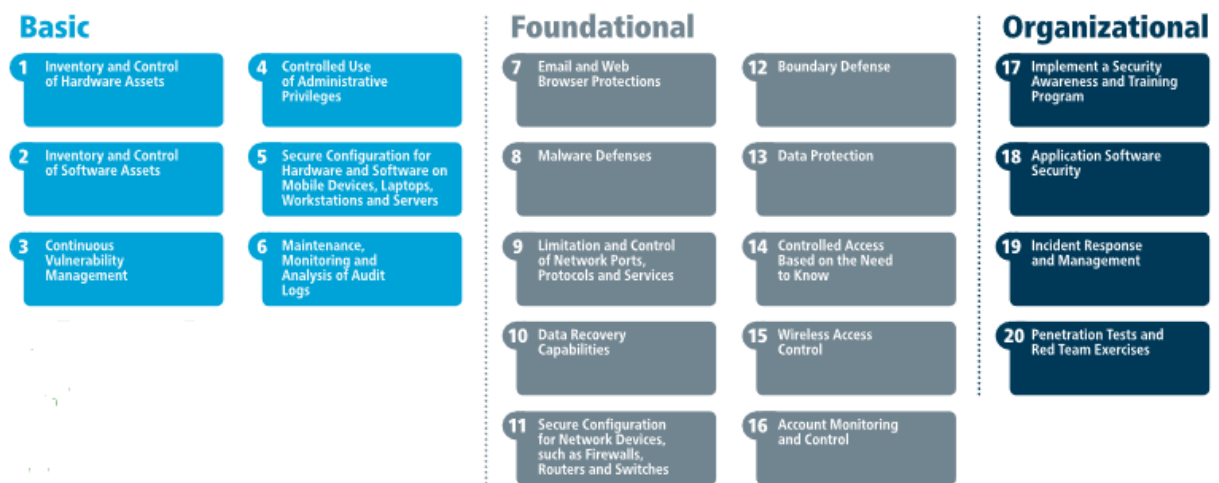 Basic
1 Inventory and Control
of Hardware Assets
2 Inventory and Control
of Software Assets
3 Continuous
Vulnerability
Management
4 Controlled Use
of Administrative
Privileges
5 Secure Configuration for
Hardware and Software on
Mobile Devices, Laptops,
Workstations and Servers
6 Maintenance,
Monitoring and
Analysis of Audit
Logs
Foundational
7 Email and Web
Browser Protections
8 Malware Defenses
9 Limitation and Control
of Network Ports,
Protocols and Services
10 Data Recovery
Capabilities
11 Secure Configuration
for Network Devices,
such as Firewalls,
Routers and Switches
12 Boundary Defense
13 Data Protection
14 Controlled Access
Based on the Need
to Know
15 Wireless Access
Control
16 Account Monitoring
and Control
Organizational
17 Implement a Security
Awareness and Training
Program
18 Application Software
Security
19 Incident Response
and Management
20 Penetration Tests and
Red Team Exercises